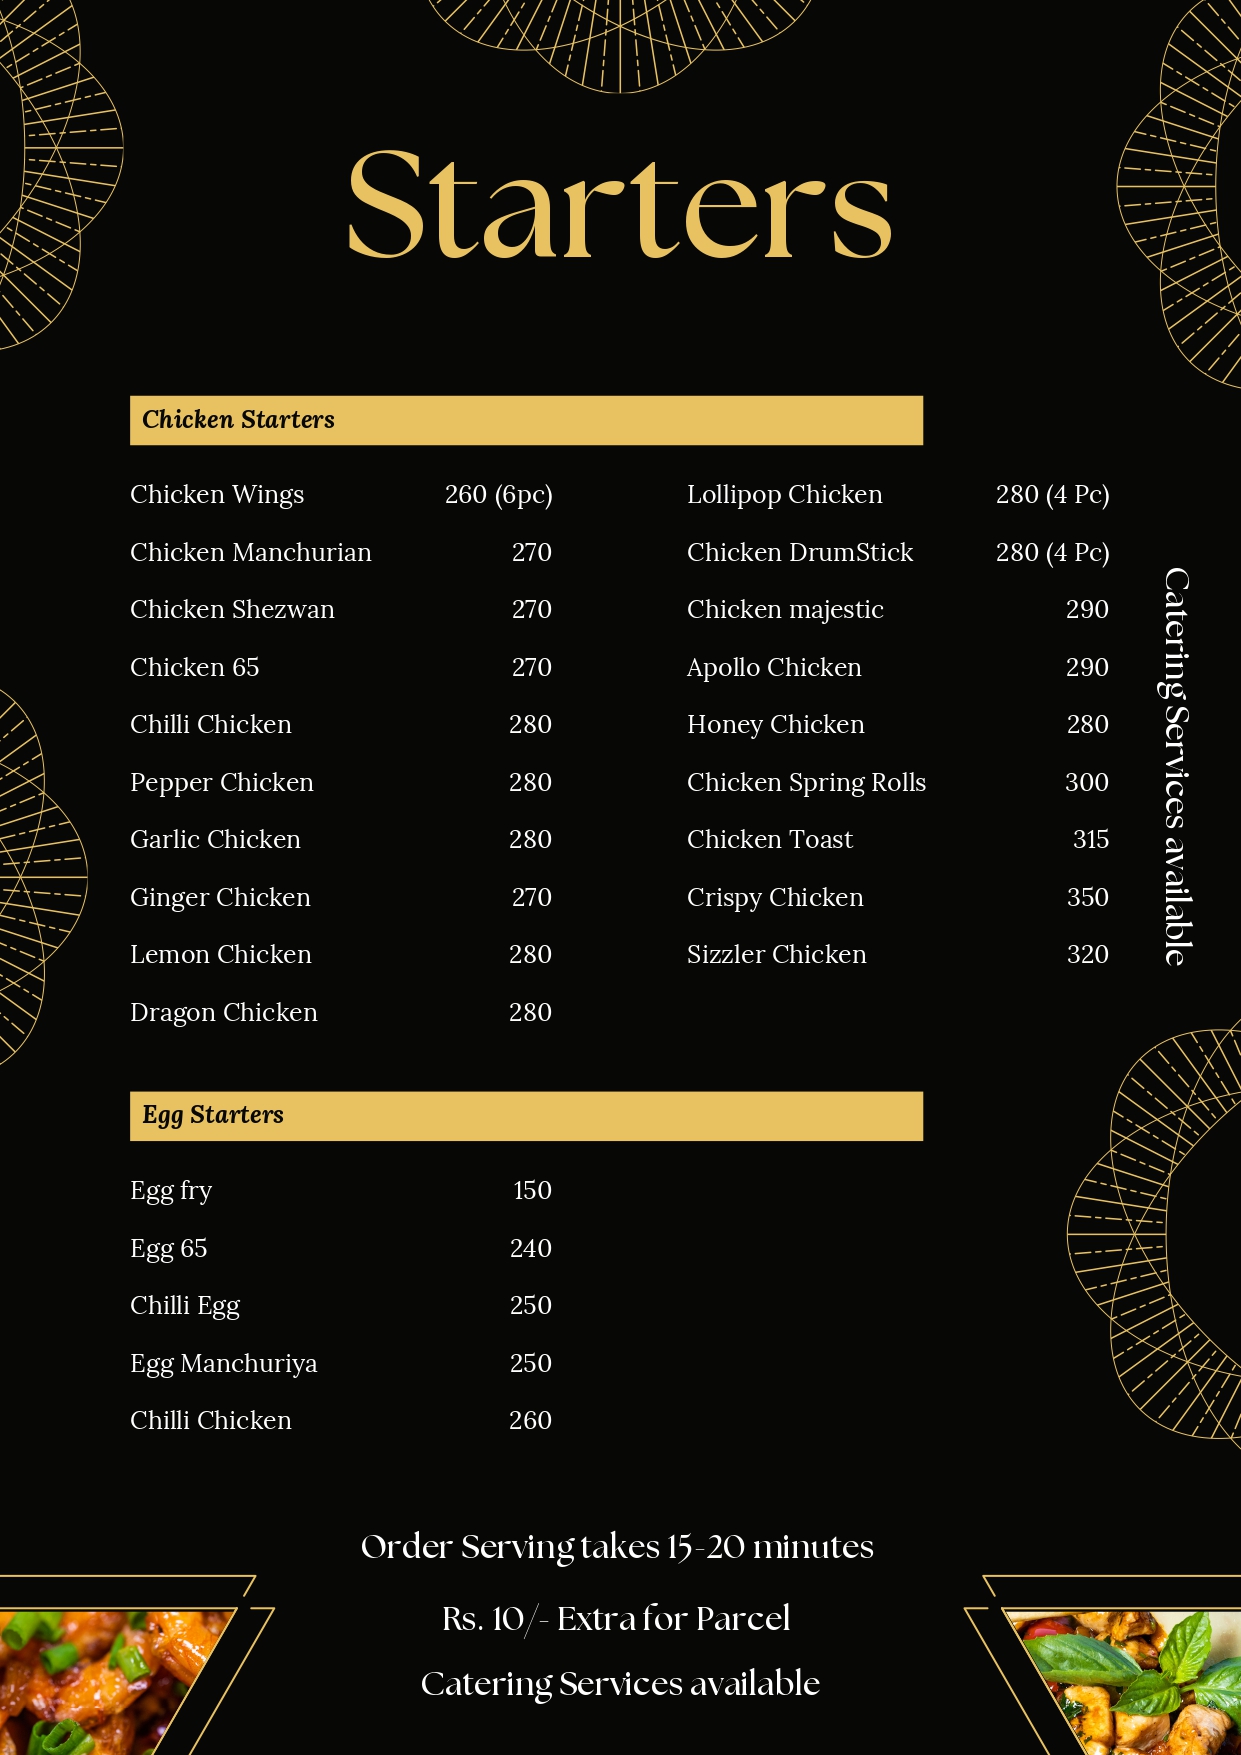 Starters
Chicken Starters
Chicken Wings 260 (6pc)
Chicken Manchurian 270
Chicken Shezwan 270
Chicken 65 270
Chilli Chicken 280
Pepper Chicken 280
Garlic Chicken 280
Ginger Chicken 270
Lemon Chicken 280
Dragon Chicken 280
Lollipop Chicken 280 (4 Pc)
Chicken DrumStick 280 (4 Pc)
Chicken majestic 290
Apollo Chicken 290
Honey Chicken 280
Chicken Spring Rolls 300
Chicken Toast 315
Crispy Chicken 350
Sizzler Chicken 320
Catering Services available
Egg Starters
Egg fry 150
Egg 65 240
Chilli Egg 250
Egg Manchuriya 250
Chilli Chicken 260
Order Serving takes 15-20 minutes
Rs. 10/- Extra for Parcel
Catering Services available